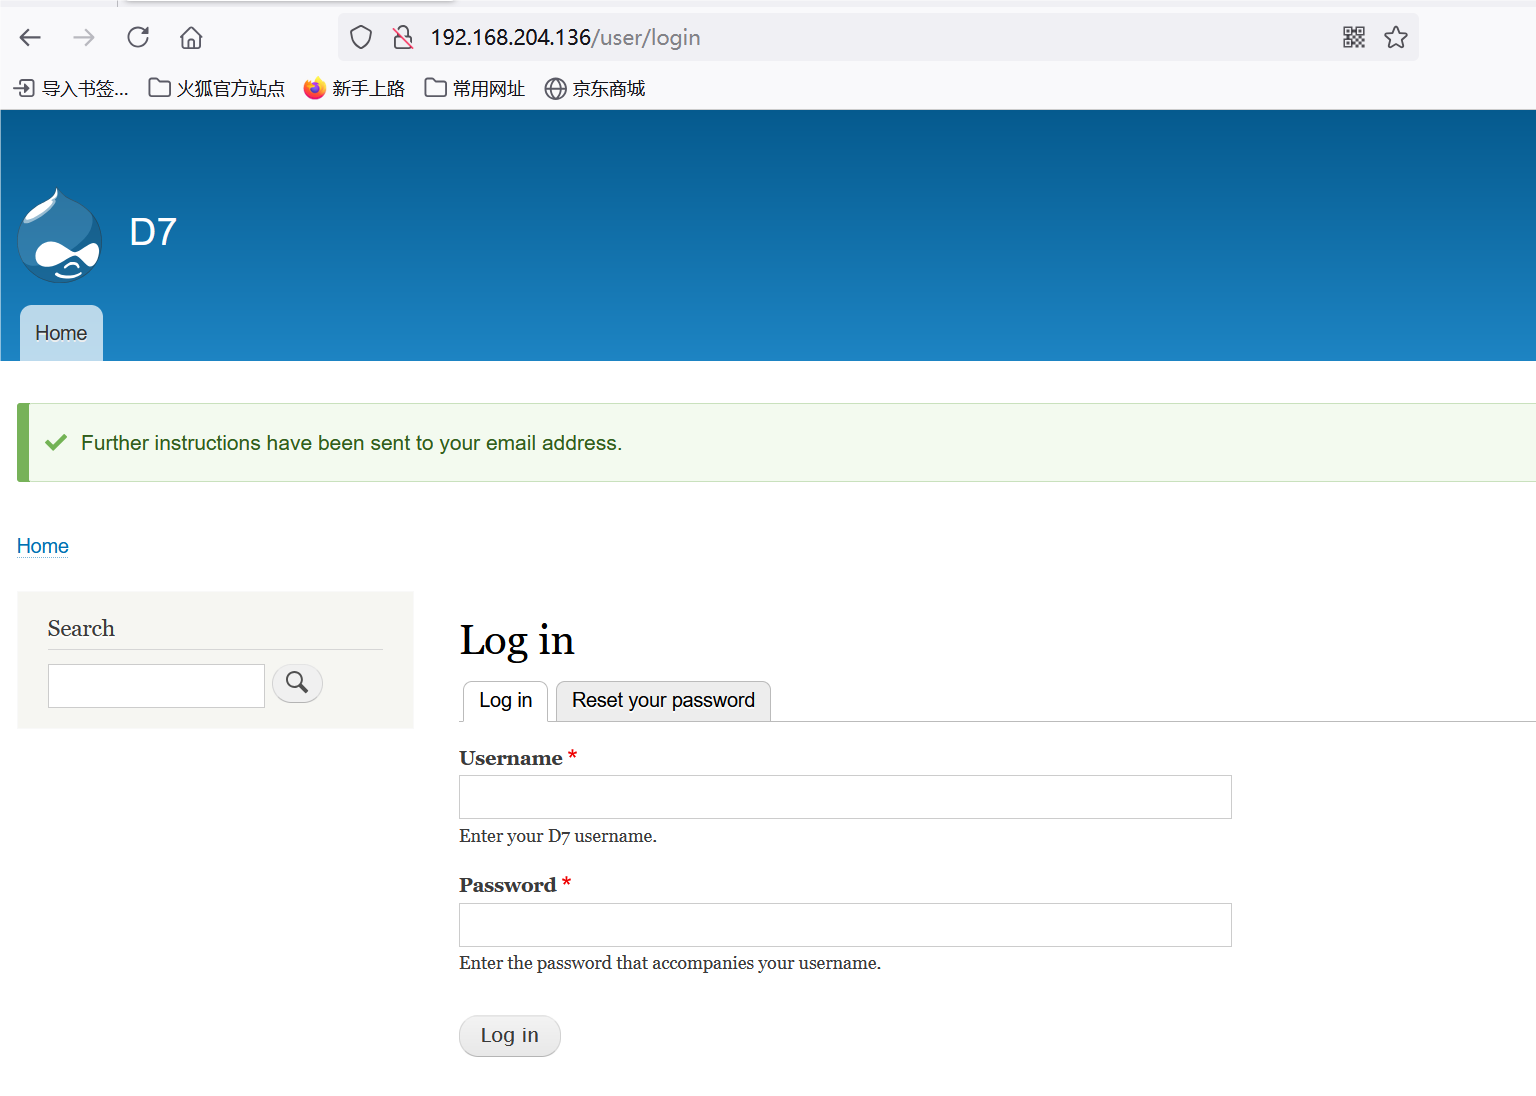 192.168.204.136/user/login
导入书签... 火狐官方站点 新手上路 常用网址 京东商城
D7
Home
Further instructions have been sent to your email address.
Home
Search
Log in
Log in Reset your password
Username *
Enter your D7 username.
Password *
Enter the password that accompanies your username.
Log in